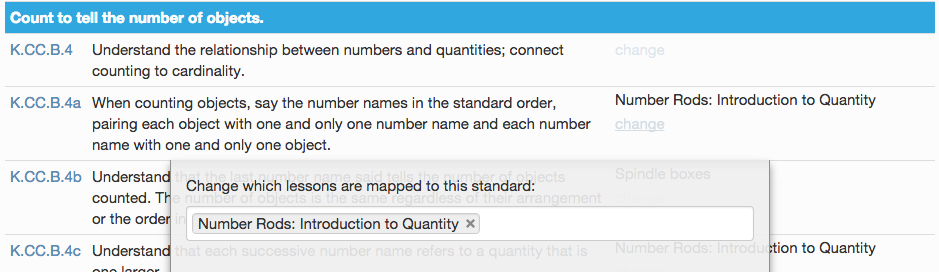 Count to tell the number of objects.
K.CC.B.4 Understand the relationship between numbers and quantities; connect
counting to cardinality.
change
K.CC.B.4a When counting objects, say the number names in the standard order,
pairing each object with one and only one number name and each number
name with one and only one object.
Number Rods: Introduction to Quantity
change
K.CC.B.4b Understand that the last number name said tells the number of objects
counted. The number of objects is the same regardless of their arrangement
or the order in
Spindle boxes
Change which lessons are mapped to this standard:
Number Rods: Introduction to Quantity ×
K.CC.B.4c Understand that each successive number name refers to a quantity that is
one larger.
Number Rods: Introduction to Quantity